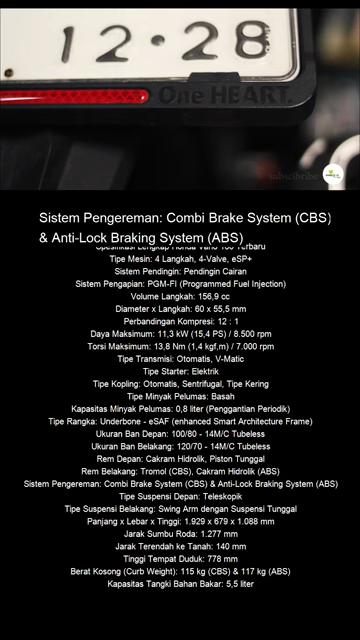 12•28
One HEART.
subscibribe
Sistem Pengereman: Combi Brake System (CBS)
& Anti-Lock Braking System (ABS)
Spesifikasi Lengkap Honda Vario 160 Terbaru
Tipe Mesin: 4 Langkah, 4-Valve, eSP+
Sistem Pendingin: Pendingin Cairan
Sistem Pengapian: PGM-FI (Programmed Fuel Injection)
Volume Langkah: 156,9 cc
Diameter x Langkah: 60 x 55,5 mm
Perbandingan Kompresi: 12 : 1
Daya Maksimum: 11,3 kW (15,4 PS) / 8.500 rpm
Torsi Maksimum: 13,8 Nm (1,4 kgf,m) / 7.000 rpm
Tipe Transmisi: Otomatis, V-Matic
Tipe Starter: Elektrik
Tipe Kopling: Otomatis, Sentrifugal, Tipe Kering
Tipe Minyak Pelumas: Basah
Kapasitas Minyak Pelumas: 0,8 liter (Penggantian Periodik)
Tipe Rangka: Underbone - eSAF (enhanced Smart Architecture Frame)
Ukuran Ban Depan: 100/80 - 14M/C Tubeless
Ukuran Ban Belakang: 120/70 - 14M/C Tubeless
Rem Depan: Cakram Hidrolik, Piston Tunggal
Rem Belakang: Tromol (CBS), Cakram Hidrolik (ABS)
Sistem Pengereman: Combi Brake System (CBS) & Anti-Lock Braking System (ABS)
Tipe Suspensi Depan: Teleskopik
Tipe Suspensi Belakang: Swing Arm dengan Suspensi Tunggal
Panjang x Lebar x Tinggi: 1.929 x 679 x 1.088 mm
Jarak Sumbu Roda: 1.277 mm
Jarak Terendah ke Tanah: 140 mm
Tinggi Tempat Duduk: 778 mm
Berat Kosong (Curb Weight): 115 kg (CBS) & 117 kg (ABS)
Kapasitas Tangki Bahan Bakar: 5,5 liter